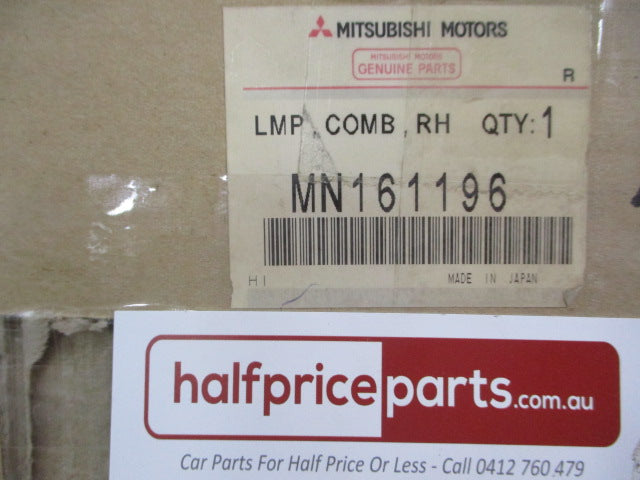 MITSUBISHI MOTORS
MITSUBISHI MOTORS
GENUINE PARTS
R
LMP, COMB, RH QTY: 1
MN161196
HI MADE IN JAPAN
halfpriceparts.com.au
Car Parts For Half Price Or Less - Call 0412 760 479